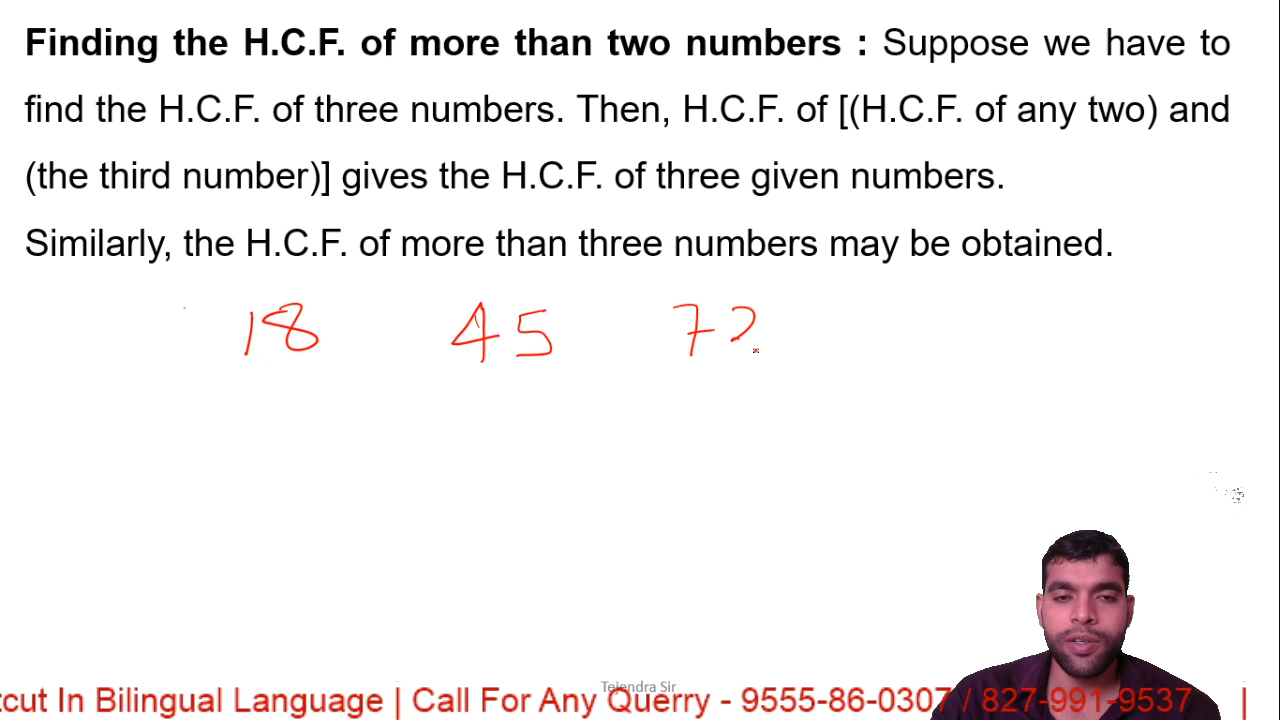 Finding the H.C.F. of more than two numbers : Suppose we have to
find the H.C.F. of three numbers. Then, H.C.F. of [(H.C.F. of any two) and
(the third number)] gives the H.C.F. of three given numbers.
Similarly, the H.C.F. of more than three numbers may be obtained.
18 45 72
Tejendra Sir
cut In Bilingual Language | Call For Any Querry - 9555-86-0307 / 827-991-9537 |